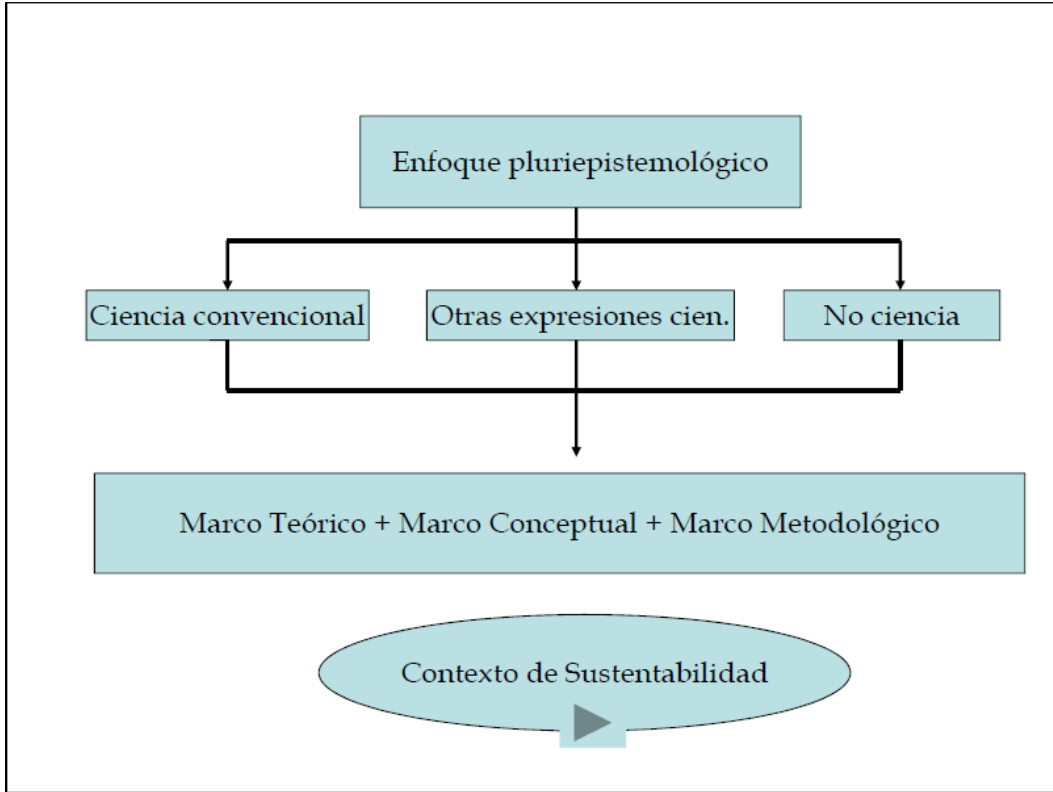 Enfoque pluriepistemológico
Ciencia convencional
Otras expresiones cien.
No ciencia
Marco Teórico + Marco Conceptual + Marco Metodológico
Contexto de Sustentabilidad